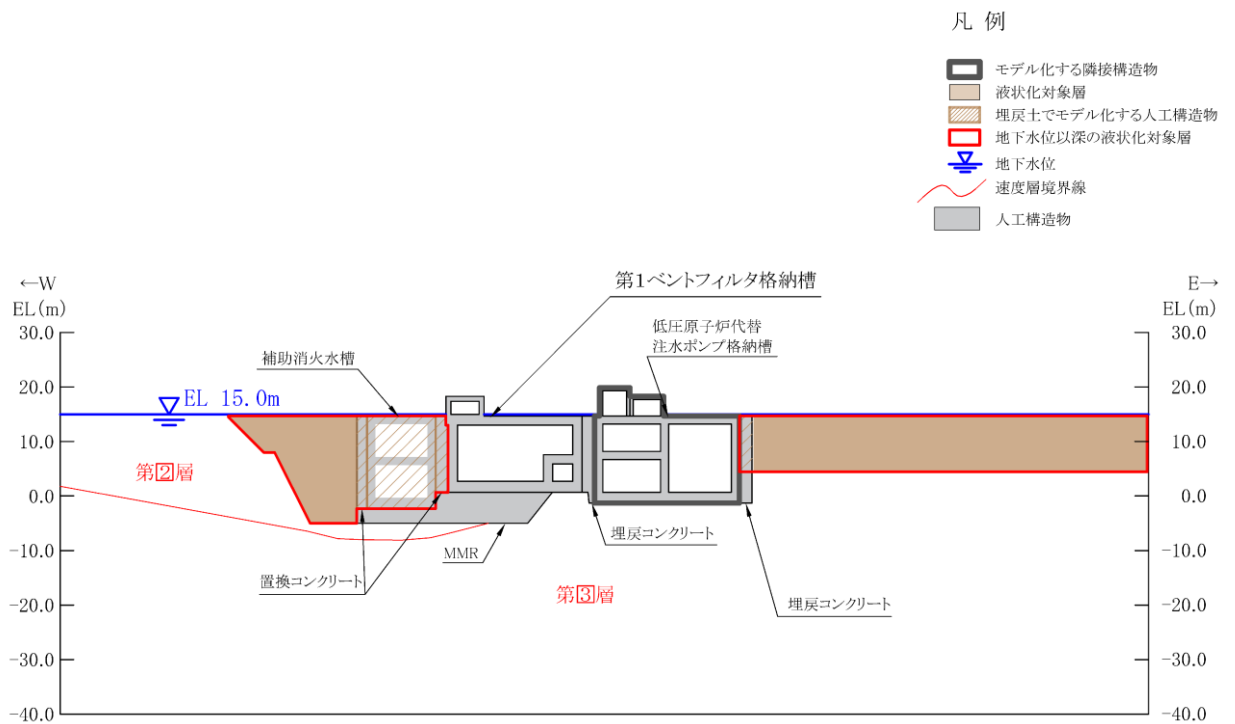 凡 例
モデル化する隣接構造物
液状化対象層
埋戻土でモデル化する人工構造物
地下水位以深の液状化対象層
地下水位
速度層境界線
人工構造物
←W
EL(m)
E→
EL(m)
第1ベントフィルタ格納槽
低圧原子炉代替
注水ポンプ格納槽
補助消火水槽
EL 15.0m
30.0
20.0
10.0
0.0
-10.0
-20.0
-30.0
-40.0
30.0
20.0
10.0
0.0
-10.0
-20.0
-30.0
-40.0
第2層
埋戻コンクリート
MMR
置換コンクリート
第3層
埋戻コンクリート